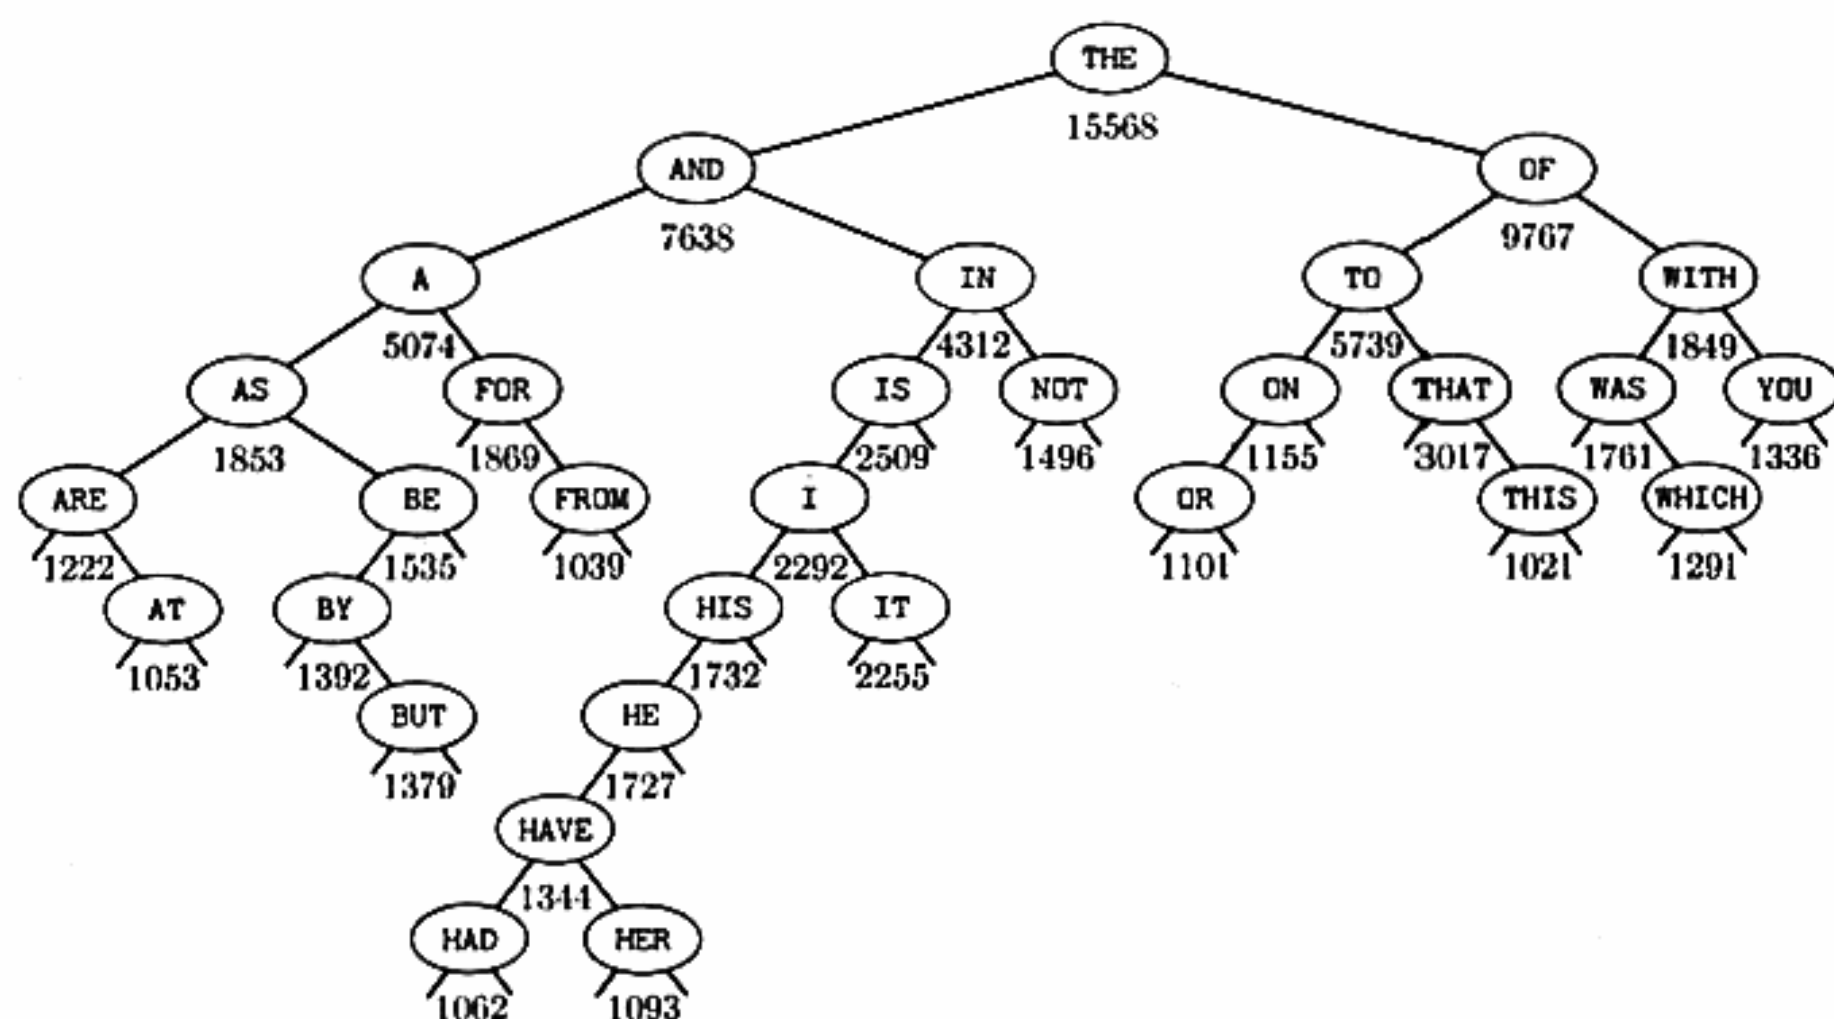 THE
15568
AND OF
7638 9767
A IN TO WITH
5074 4312 5739 1849
AS FOR IS NOT ON THAT WAS YOU
1853 1869 2509 1496 1155 3017 1761 1336
ARE BE FROM I OR THIS WHICH
1222 1535 1039 2292 1101 1021 1291
AT BY HIS IT
1053 1392 1732 2255
BUT HE
1379 1727
HAVE
1344
HAD HER
1062 1093